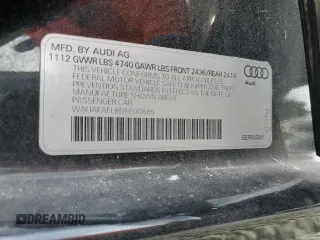 MFD. BY AUDI AG
1112 GVWR LBS 4740 GAWR LBS FRONT 2436/REAR 2414
THIS VEHICLE CONFORMS TO ALL APPLICABLE
FEDERAL MOTOR VEHICLE SAFETY, BUMPER
AND THEFT PREVENTION STANDARDS IN EFFECT
ON THE DATE OF MANUFACTURE SHOWN ABOVE.
PASSENGER CAR
Audi
DREAMBID